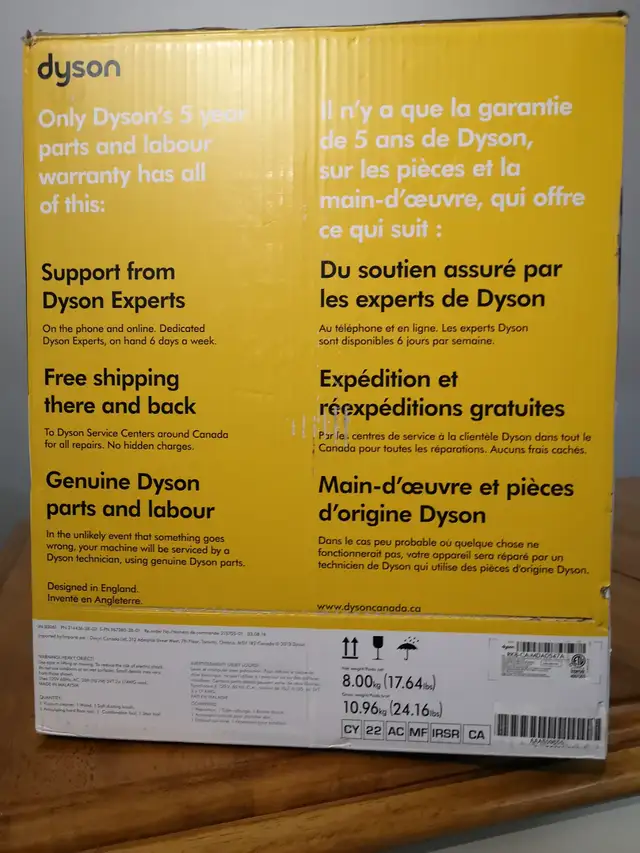 dyson
Only Dyson's 5 year
parts and labour
warranty has all
of this:
Support from
Dyson Experts
On the phone and online. Dedicated
Dyson Experts, on hand 6 days a week.
Free shipping
there and back
To Dyson Service Centers around Canada
for all repairs. No hidden charges.
Genuine Dyson
parts and labour
In the unlikely event that something goes
wrong, your machine will be serviced by a
Dyson technician, using genuine Dyson parts.
Designed in England.
Inventé en Angleterre.
Il n'y a que la garantie
de 5 ans de Dyson,
sur les pièces et la
main-d'œuvre, qui offre
ce qui suit :
Du soutien assuré par
les experts de Dyson
Au téléphone et en ligne. Les experts Dyson
sont disponibles 6 jours par semaine.
Expédition et
réexpéditions gratuites
Par les centres de service à la clientèle Dyson dans tout le
Canada pour toutes les réparations. Aucuns frais cachés.
Main-d'œuvre et pièces
d'origine Dyson
Dans le cas peu probable où quelque chose ne
fonctionnerait pas, votre appareil sera réparé par un
technicien de Dyson qui utilise des pièces d'origine Dyson.
www.dysoncanada.ca
8.00kg (17.64lbs)
10.96kg (24.16lbs)
CY 22 AC MF IRSR CA